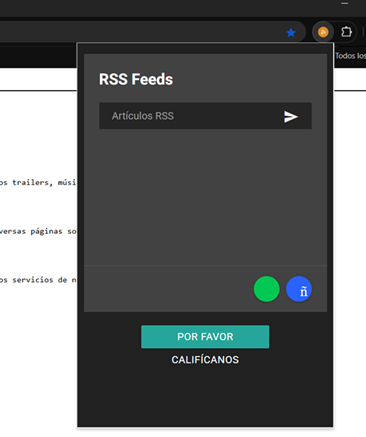 Todos los
RSS Feeds
Artículos RSS
os trailers, músi
versas páginas so
os servicios de n
ñ
POR FAVOR
CALIFÍCANOS